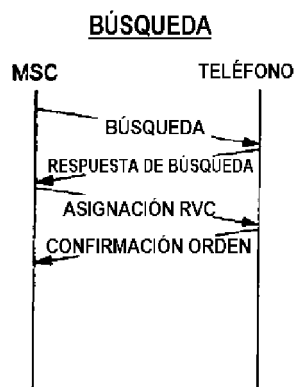 BÚSQUEDA
MSC
TELÉFONO
BÚSQUEDA
RESPUESTA DE BÚSQUEDA
ASIGNACIÓN RVC
CONFIRMACIÓN ORDEN